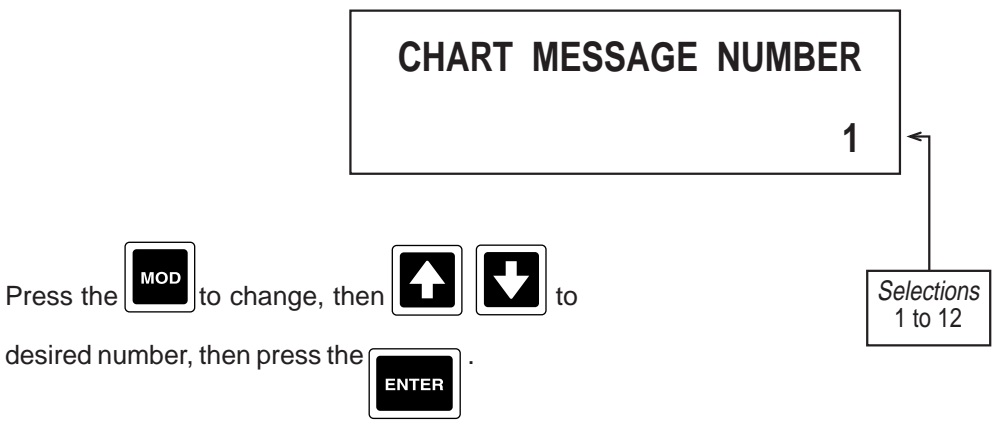 CHART MESSAGE NUMBER
1
Press the MOD to change, then to
Selections
1 to 12
desired number, then press the ENTER .